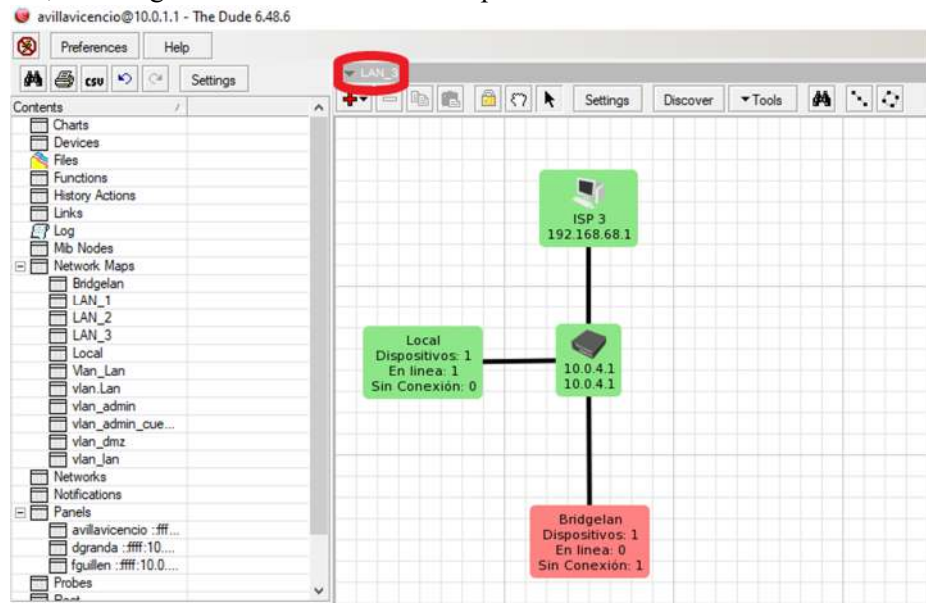 avillavicencio@10.0.1.1 - The Dude 6.48.6
Preferences Help
CSV Settings
LAN_3
Settings Discover Tools
Contents
Charts
Devices
Files
Functions
History Actions
Links
Log
Mib Nodes
Network Maps
Bridgelan
LAN_1
LAN_2
LAN_3
Local
Vlan_Lan
vlan.Lan
vlan_admin
vlan_admin_cue...
vlan_dmz
vlan_lan
Networks
Notifications
Panels
avillavicencio ::fff...
dgranda ::ffff:10....
fguillen ::ffff:10.0....
Probes
ISP 3
192.168.68.1
Local
Dispositivos: 1
En linea: 1
Sin Conexión: 0
10.0.4.1
10.0.4.1
Bridgelan
Dispositivos: 1
En linea: 0
Sin Conexión: 1